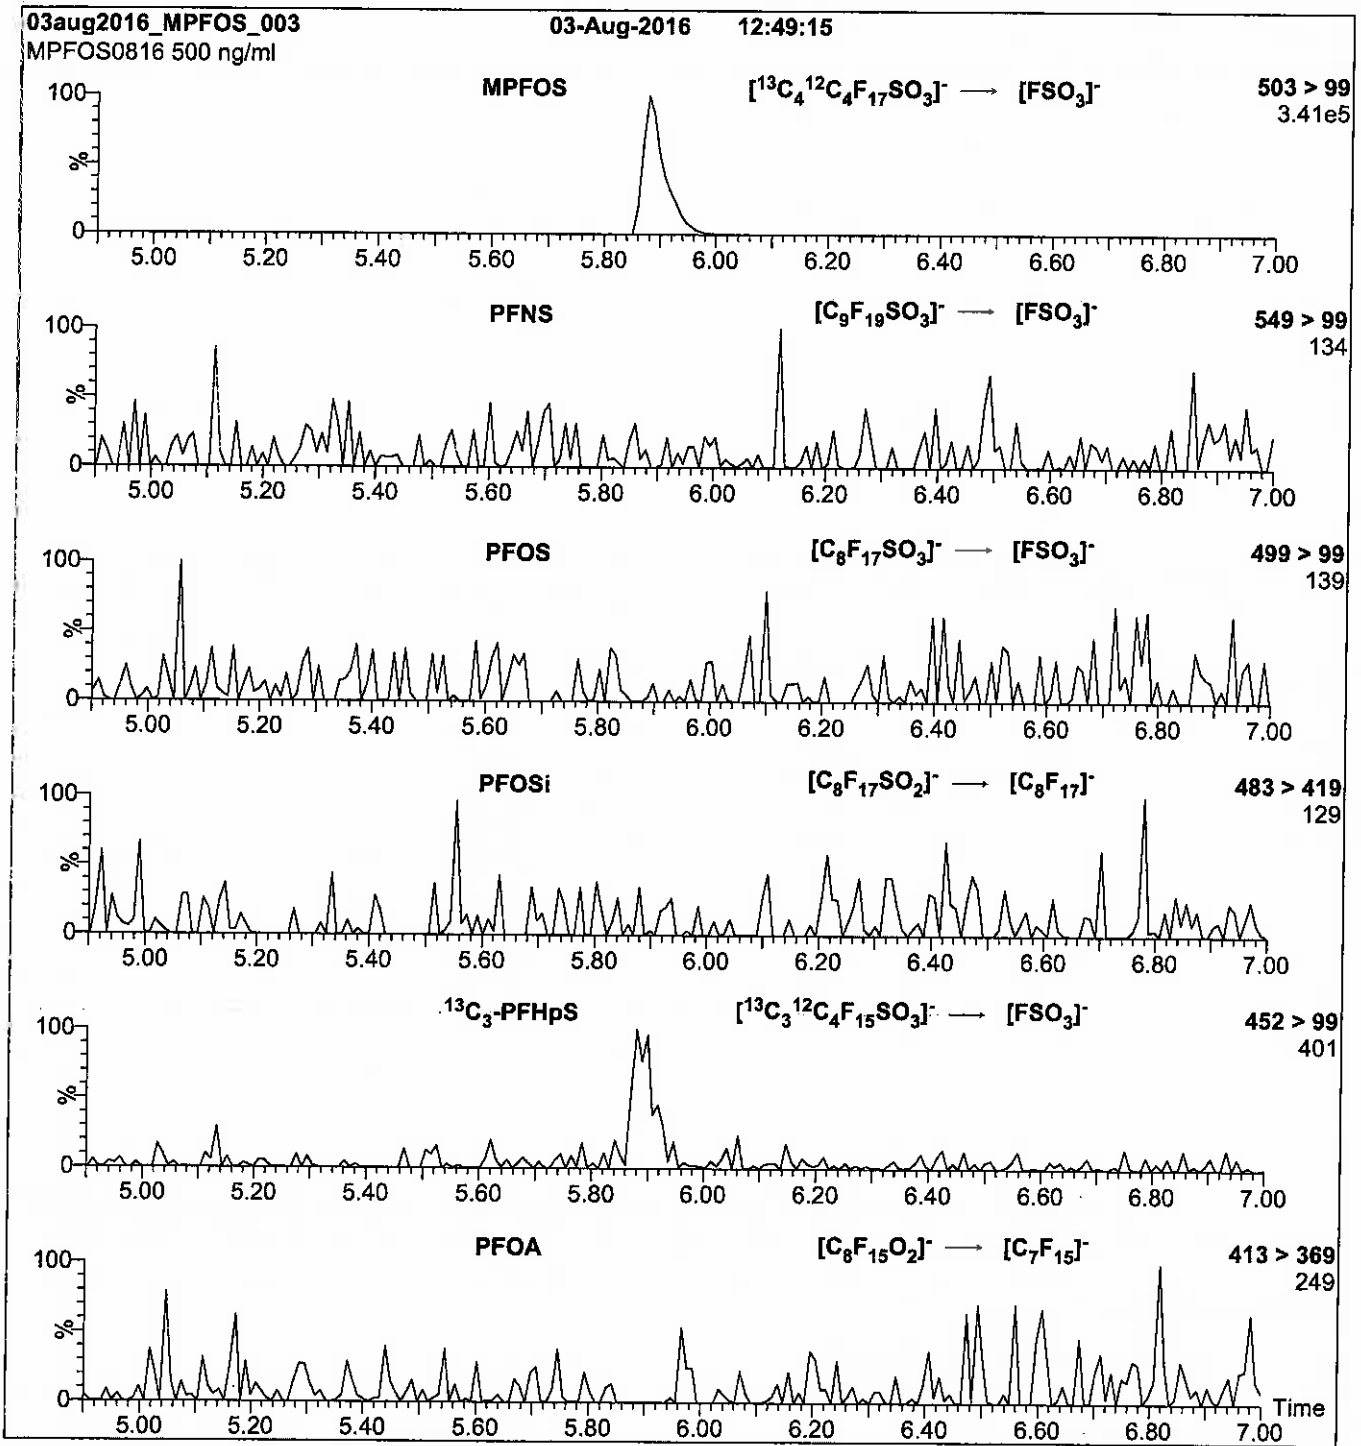 03aug2016_MPFOS_003 03-Aug-2016 12:49:15
MPFOS0816 500 ng/ml
MPFOS [¹³C₄¹²C₄F₁₇SO₃]⁻ → [FSO₃]⁻ 503 > 99
3.41e5
100
%
0
5.00 5.20 5.40 5.60 5.80 6.00 6.20 6.40 6.60 6.80 7.00
PFNS [C₉F₁₉SO₃]⁻ → [FSO₃]⁻ 549 > 99
134
100
%
0
5.00 5.20 5.40 5.60 5.80 6.00 6.20 6.40 6.60 6.80 7.00
PFOS [C₈F₁₇SO₃]⁻ → [FSO₃]⁻ 499 > 99
139
100
%
0
5.00 5.20 5.40 5.60 5.80 6.00 6.20 6.40 6.60 6.80 7.00
PFOSi [C₈F₁₇SO₂]⁻ → [C₈F₁₇]⁻ 483 > 419
129
100
%
0
5.00 5.20 5.40 5.60 5.80 6.00 6.20 6.40 6.60 6.80 7.00
¹³C₃-PFHpS [¹³C₃¹²C₄F₁₅SO₃]⁻ → [FSO₃]⁻ 452 > 99
401
100
%
0
5.00 5.20 5.40 5.60 5.80 6.00 6.20 6.40 6.60 6.80 7.00
PFOA [C₈F₁₅O₂]⁻ → [C₇F₁₅]⁻ 413 > 369
249
100
%
0
Time
5.00 5.20 5.40 5.60 5.80 6.00 6.20 6.40 6.60 6.80 7.00